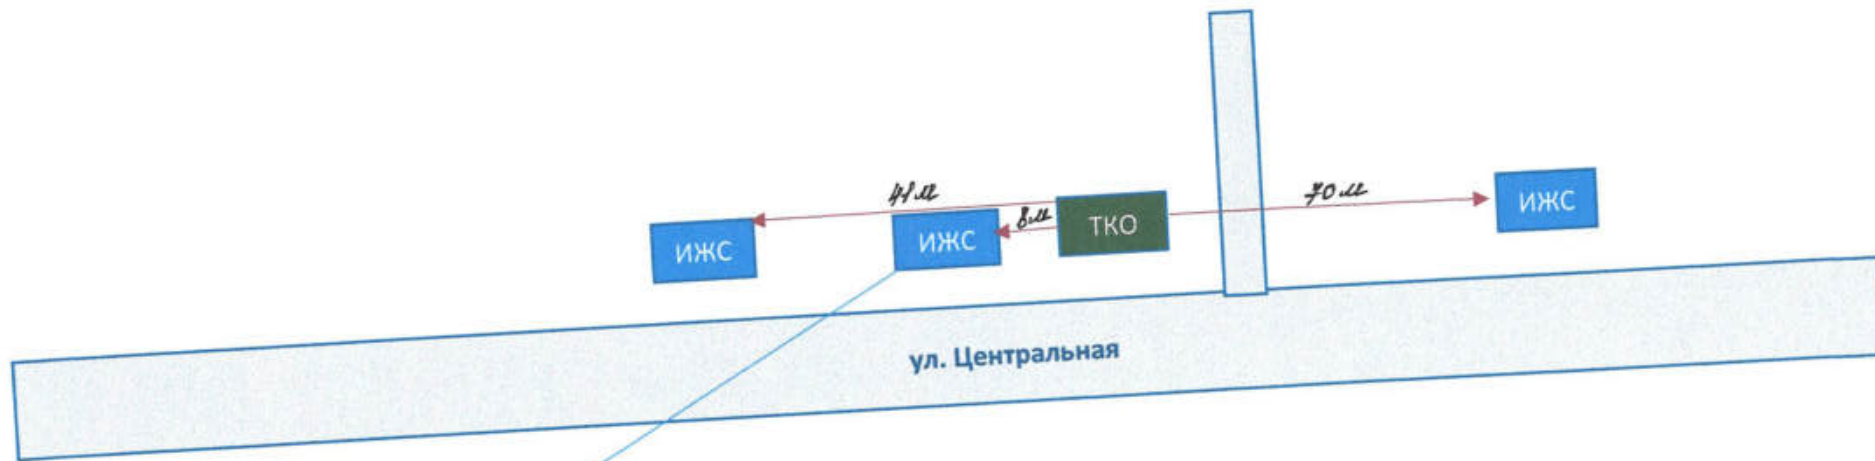 41м
70м
ИЖС
ИЖС
8м
ТКО
ИЖС
ул. Центральная